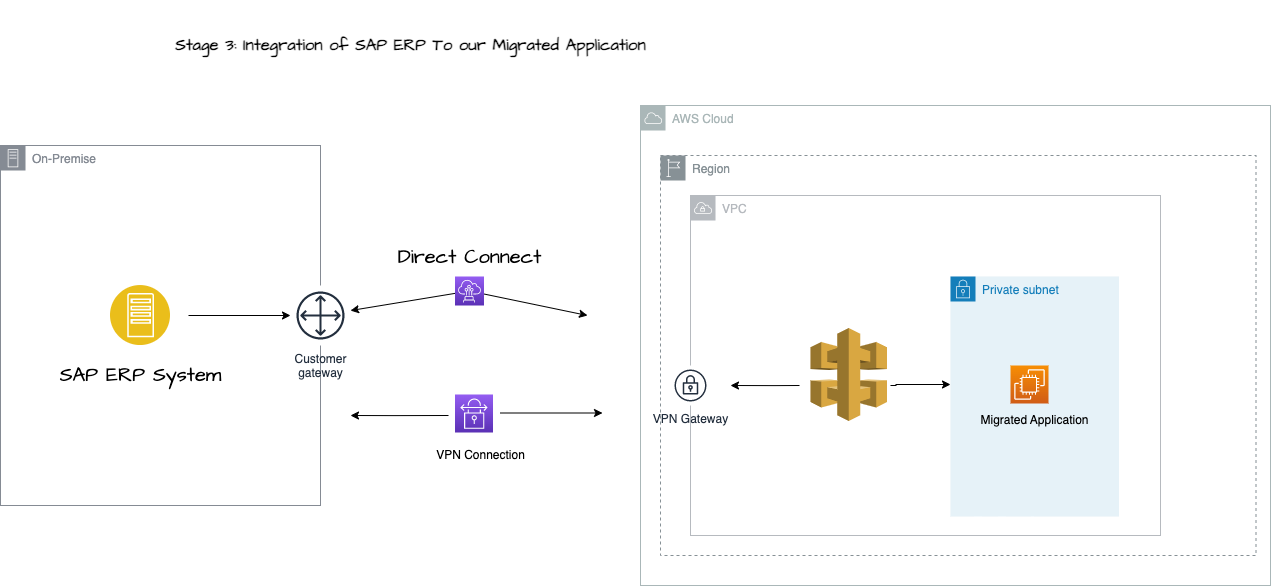 Stage 3: Integration of SAP ERP To our Migrated Application
AWS Cloud
On-Premise
Region
VPC
Direct Connect
Private subnet
Customer
gateway
SAP ERP System
VPN Gateway
Migrated Application
VPN Connection